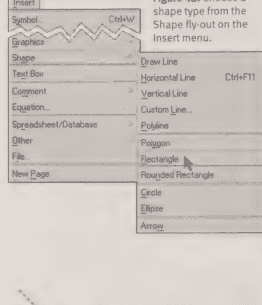 Insert
shape type from the
Shape fly-out on the
Insert menu.
Symbol... Ctrl+W
Graphics
Shape
Text Box
Comment
Equation...
Spreadsheet/Database
Other
File...
New Page
Draw Line
Horizontal Line Ctrl+F11
Vertical Line
Custom Line...
Polyline
Polygon
Rectangle
Rounded Rectangle
Circle
Ellipse
Arrow